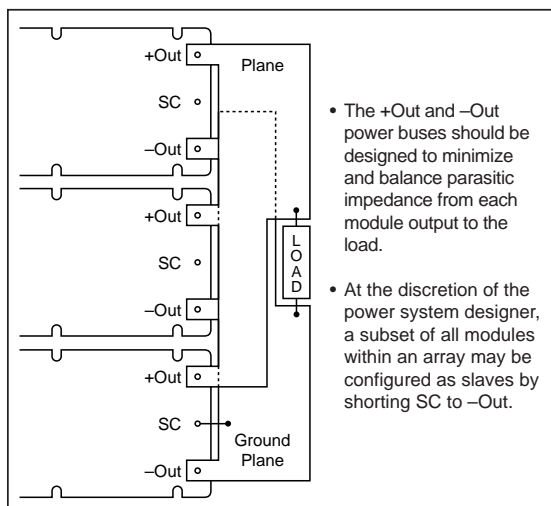 +Out
Plane
SC
–Out
+Out
SC
–Out
+Out
SC
Ground
Plane
–Out
LOAD
• The +Out and –Out
power buses should be
designed to minimize
and balance parasitic
impedance from each
module output to the
load.
• At the discretion of the
power system designer,
a subset of all modules
within an array may be
configured as slaves by
shorting SC to –Out.